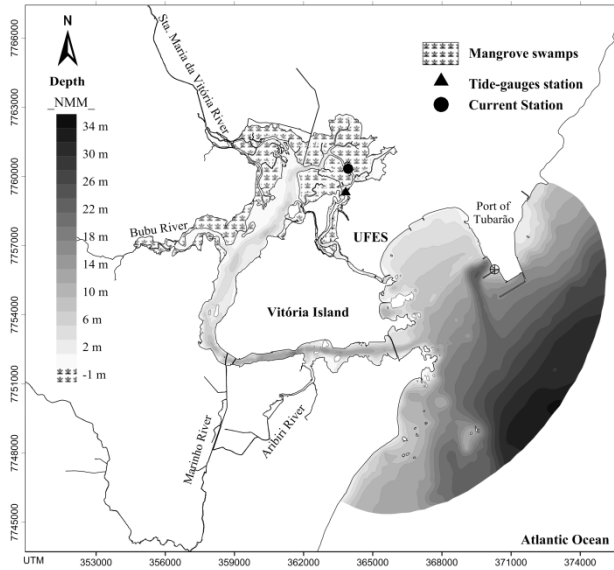 N
Depth
_NMM_
34 m
30 m
26 m
22 m
18 m
14 m
10 m
6 m
2 m
-1 m
Mangrove swamps
Tide-gauges station
Current Station
Sta. Maria da Vitória River
Bubu River
UFES
Port of
Tubarão
Vitória Island
Marinho River
Aribiri River
Atlantic Ocean
7766000
7763000
7760000
7757000
7754000
7751000
7748000
7745000
UTM
353000
356000
359000
362000
365000
368000
371000
374000